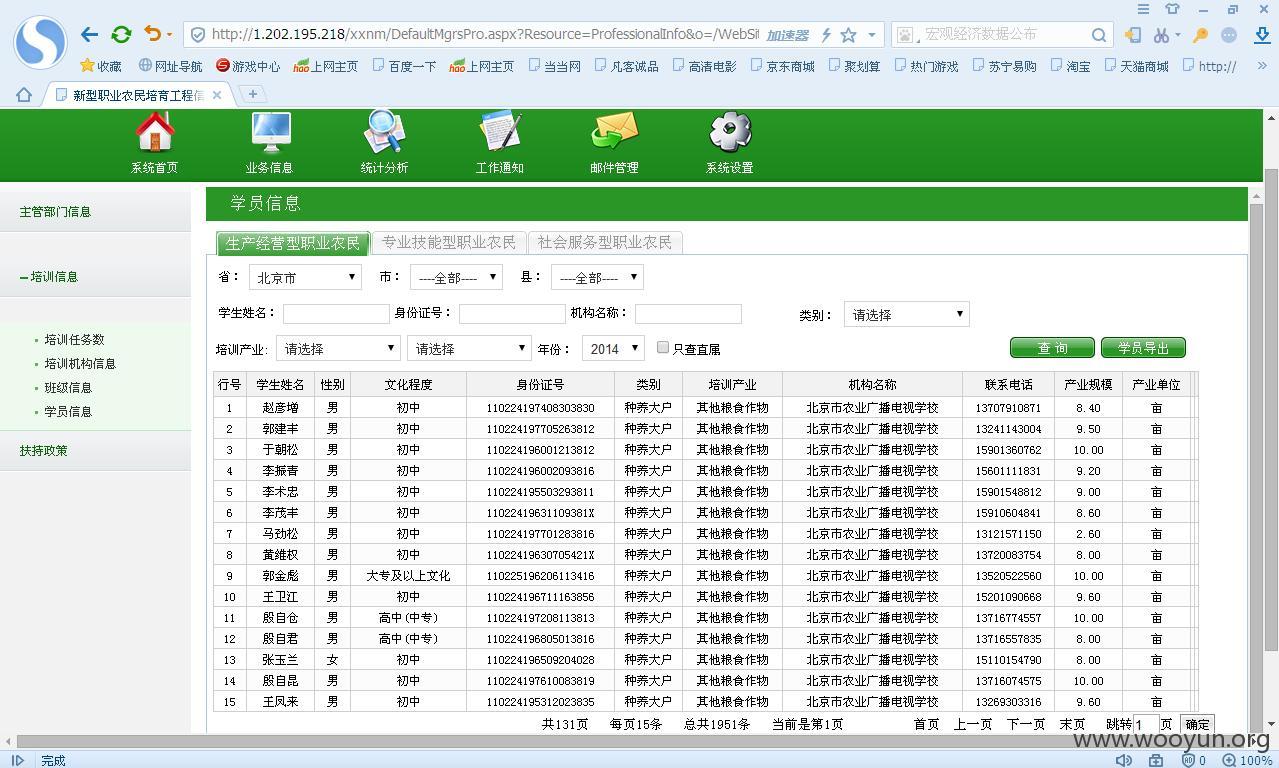 http://1.202.195.218/xxnm/DefaultMgrsPro.aspx?Resource=ProfessionalInfo&o=/WebSi 加速器 宏观经济数据公布
收藏 网址导航 游戏中心 hao 上网主页 百度一下 hao 上网主页 当当网 凡客诚品 高清电影 京东商城 聚划算 热门游戏 苏宁易购 淘宝 天猫商城 http://
新型职业农民培育工程信
系统首页 业务信息 统计分析 工作通知 邮件管理 系统设置
主管部门信息
培训信息
培训任务数
培训机构信息
班级信息
学员信息
扶持政策
学员信息
生产经营型职业农民 专业技能型职业农民 社会服务型职业农民
省： 北京市 市： ----全部---- 县： ----全部----
学生姓名： 身份证号： 机构名称： 类别： 请选择
培训产业: 请选择 请选择 年份： 2014 只查直属 查 询 学员导出
行号 学生姓名 性别 文化程度 身份证号 类别 培训产业 机构名称 联系电话 产业规模 产业单位
1 赵彦增 男 初中 110224197408303830 种养大户 其他粮食作物 北京市农业广播电视学校 13707910871 8.40 亩
2 郭建丰 男 初中 110224197705263812 种养大户 其他粮食作物 北京市农业广播电视学校 13241143004 9.50 亩
3 于朝松 男 初中 110224196001213812 种养大户 其他粮食作物 北京市农业广播电视学校 15901360762 10.00 亩
4 李振青 男 初中 110224196002093816 种养大户 其他粮食作物 北京市农业广播电视学校 15601111831 9.20 亩
5 李术忠 男 初中 110224195503293811 种养大户 其他粮食作物 北京市农业广播电视学校 15901548812 9.00 亩
6 李茂丰 男 初中 11022419631109381X 种养大户 其他粮食作物 北京市农业广播电视学校 15910604841 8.60 亩
7 马劲松 男 初中 110224197701283816 种养大户 其他粮食作物 北京市农业广播电视学校 13121571150 2.60 亩
8 黄维权 男 初中 11022419630705421X 种养大户 其他粮食作物 北京市农业广播电视学校 13720083754 8.00 亩
9 郭金彪 男 大专及以上文化 110225196206113416 种养大户 其他粮食作物 北京市农业广播电视学校 13520522560 10.00 亩
10 王卫江 男 初中 110224196711163856 种养大户 其他粮食作物 北京市农业广播电视学校 15201090668 9.60 亩
11 殷自仓 男 高中(中专) 110224197208113813 种养大户 其他粮食作物 北京市农业广播电视学校 13716774557 10.00 亩
12 殷自君 男 高中(中专) 110224196805013816 种养大户 其他粮食作物 北京市农业广播电视学校 13716557835 8.00 亩
13 张玉兰 女 初中 110224196509204028 种养大户 其他粮食作物 北京市农业广播电视学校 15110154790 8.00 亩
14 殷自昆 男 初中 110224197610083819 种养大户 其他粮食作物 北京市农业广播电视学校 13716074575 10.00 亩
15 王凤来 男 初中 110224195312023835 种养大户 其他粮食作物 北京市农业广播电视学校 13269303316 9.60 亩
共131页 每页15条 总共1951条 当前是第1页 首页 上一页 下一页 末页 跳转 1 页 确定
www.wooyun.org
完成 0 100%